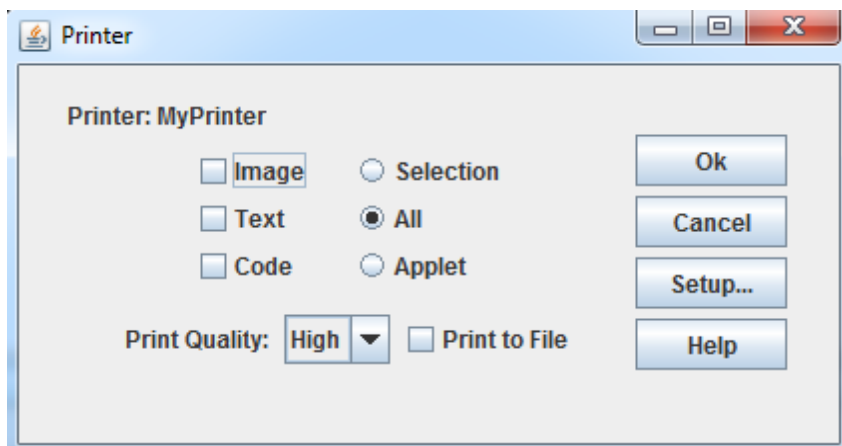 Printer
Printer: MyPrinter
Image Selection Ok
Text All Cancel
Code Applet Setup...
Print Quality: High Print to File Help